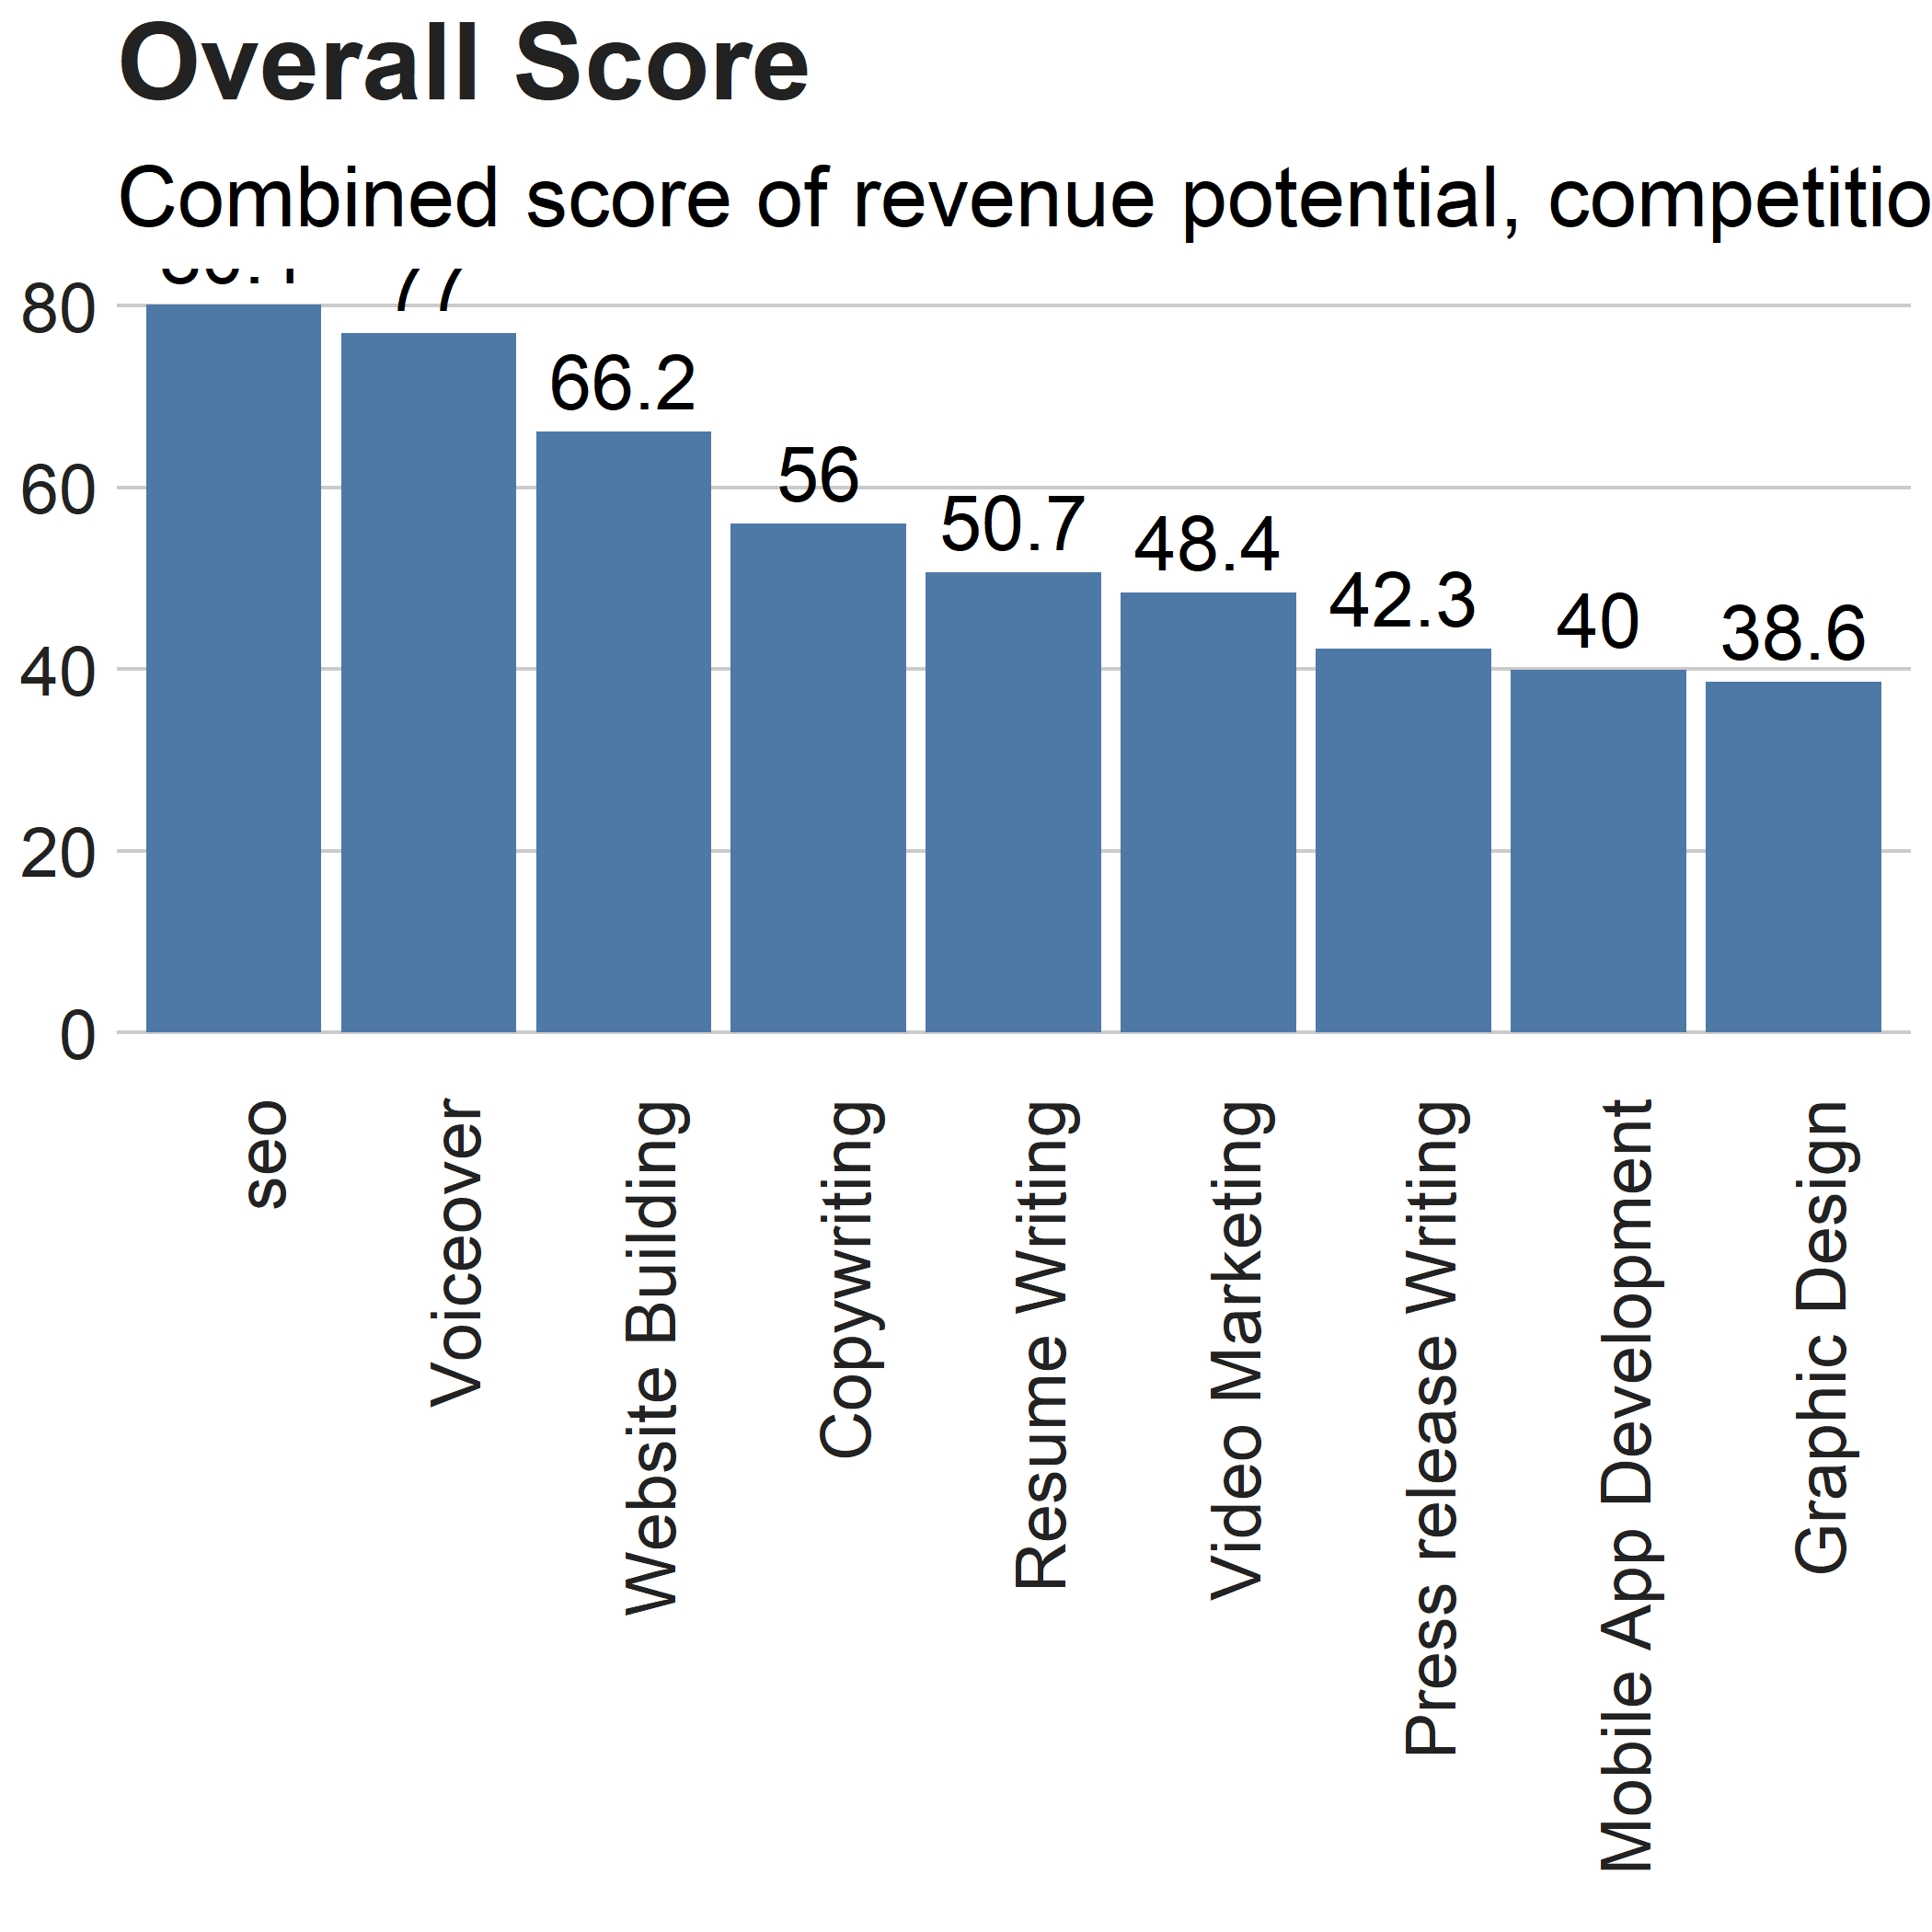 Overall Score
Combined score of revenue potential, competitio
77
80
66.2
60
56
50.7
48.4
42.3
40
38.6
40
20
0
seo
Voiceover
Website Building
Copywriting
Resume Writing
Video Marketing
Press release Writing
Mobile App Development
Graphic Design